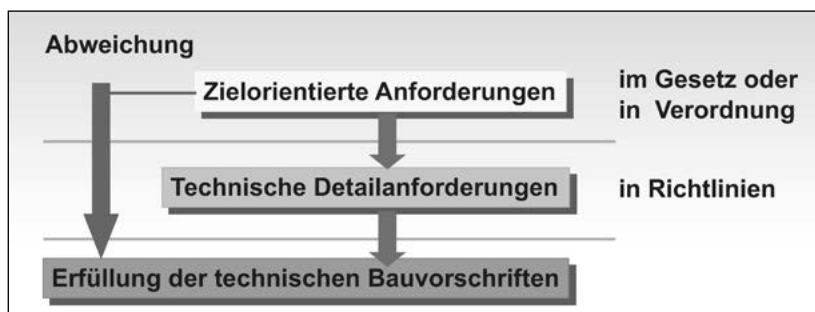 Abweichung
Zielorientierte Anforderungen
im Gesetz oder
in Verordnung
Technische Detailanforderungen
in Richtlinien
Erfüllung der technischen Bauvorschriften